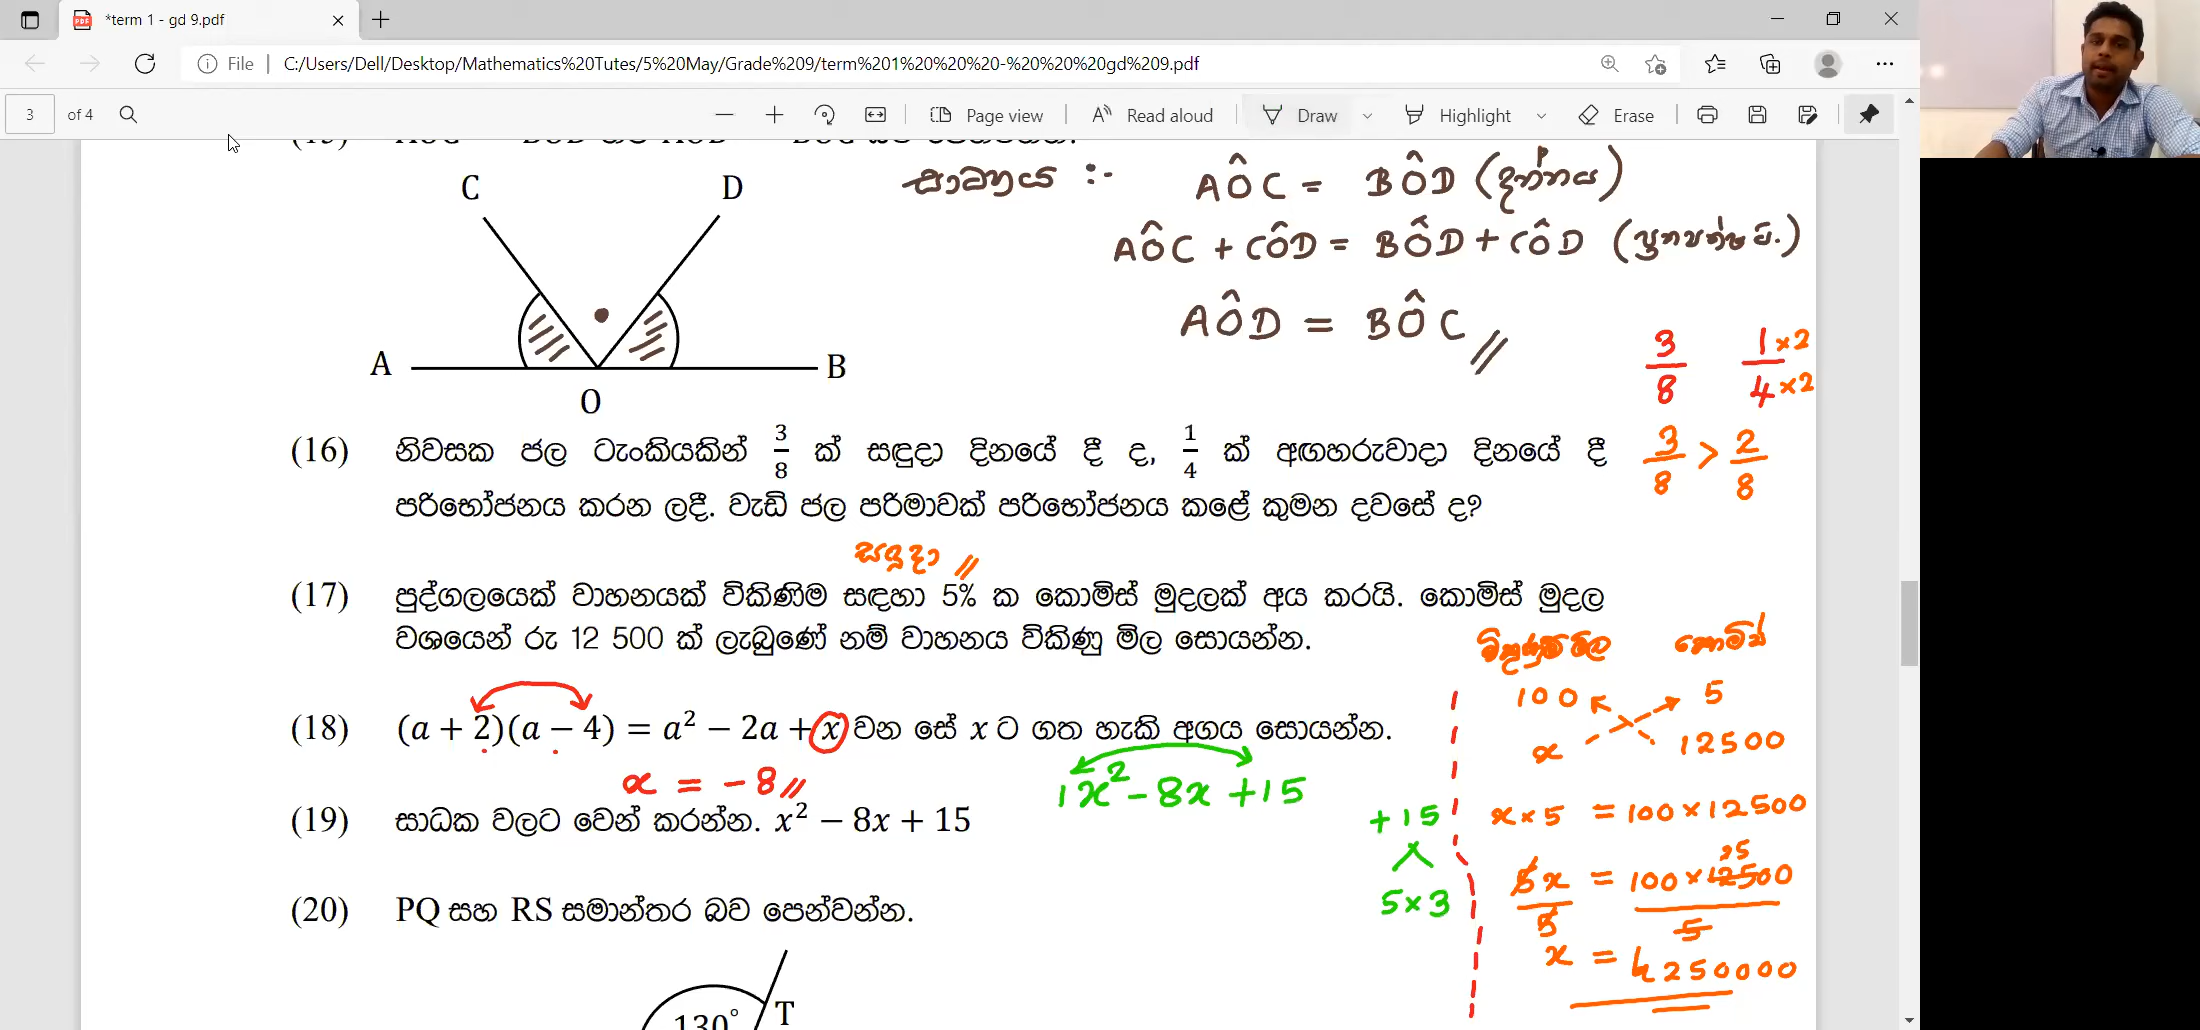 *term 1 - gd 9.pdf
File
C:/Users/Dell/Desktop/Mathematics%20Tutes/5%20May/Grade%209/term%201%20%20%20-%20%20%20gd%209.pdf
3 of 4
Page view
Read aloud
Draw
Highlight
Erase
C D
A B
O
සාධනය :-
AÔC = BÔD (දත්තය)
AÔC + CÔD = BÔD + CÔD
AÔD = BÔC //
3/8 1×2/4×2
3/8 > 2/8
(16) නිවසක ජල ටැංකියකින් 3/8 ක් සඳුදා දිනයේ දී ද, 1/4 ක් අඟහරුවාදා දිනයේ දී
පරිභෝජනය කරන ලදී. වැඩි ජල පරිමාවක් පරිභෝජනය කළේ කුමන දවසේ ද?
සඳුදා //
(17) පුද්ගලයෙක් වාහනයක් විකිණිම සඳහා 5% ක කොමිස් මුදලක් අය කරයි. කොමිස් මුදල
වශයෙන් රු 12 500 ක් ලැබුණේ නම් වාහනය විකිණු මිල සොයන්න.
කොමිස්
100 5
x 12500
x × 5 = 100 × 12500
5x/5 = 100 × 12500/5
25
x = 250000
(18) (a + 2)(a − 4) = a² − 2a + x වන සේ x ට ගත හැකි අගය සොයන්න.
x = -8 //
1x² - 8x + 15
+15
5 × 3
(19) සාධක වලට වෙන් කරන්න. x² − 8x + 15
(20) PQ සහ RS සමාන්තර බව පෙන්වන්න.
130° T